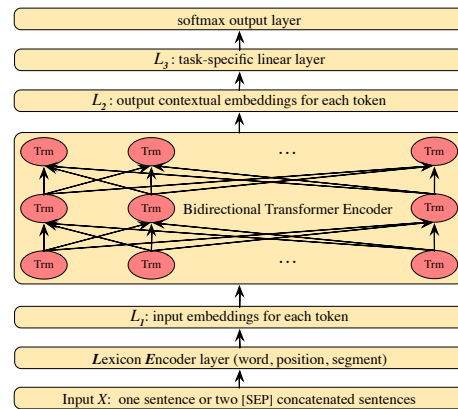 softmax output layer
L3: task-specific linear layer
L2: output contextual embeddings for each token
Trm Trm ... Trm
Trm Trm Bidirectional Transformer Encoder Trm
Trm Trm ... Trm
L1: input embeddings for each token
Lexicon Encoder layer (word, position, segment)
Input X: one sentence or two [SEP] concatenated sentences